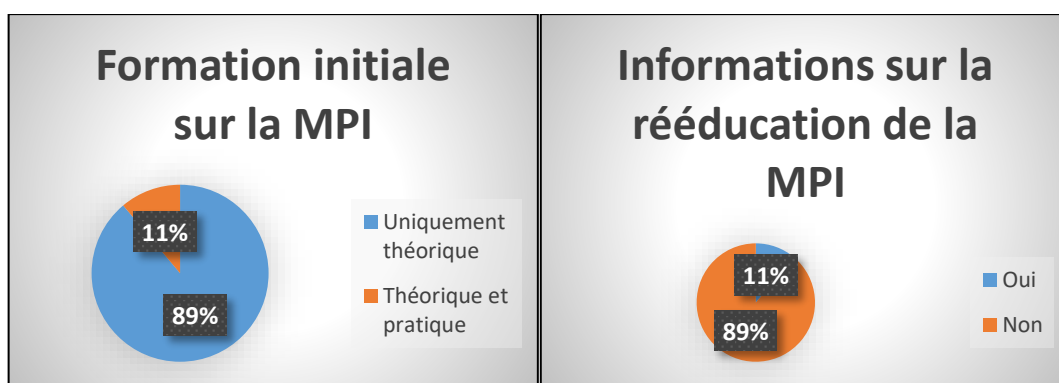 Formation initiale
sur la MPI
11%
89%
Uniquement
théorique
Théorique et
pratique
Informations sur la
rééducation de la
MPI
11%
89%
Oui
Non